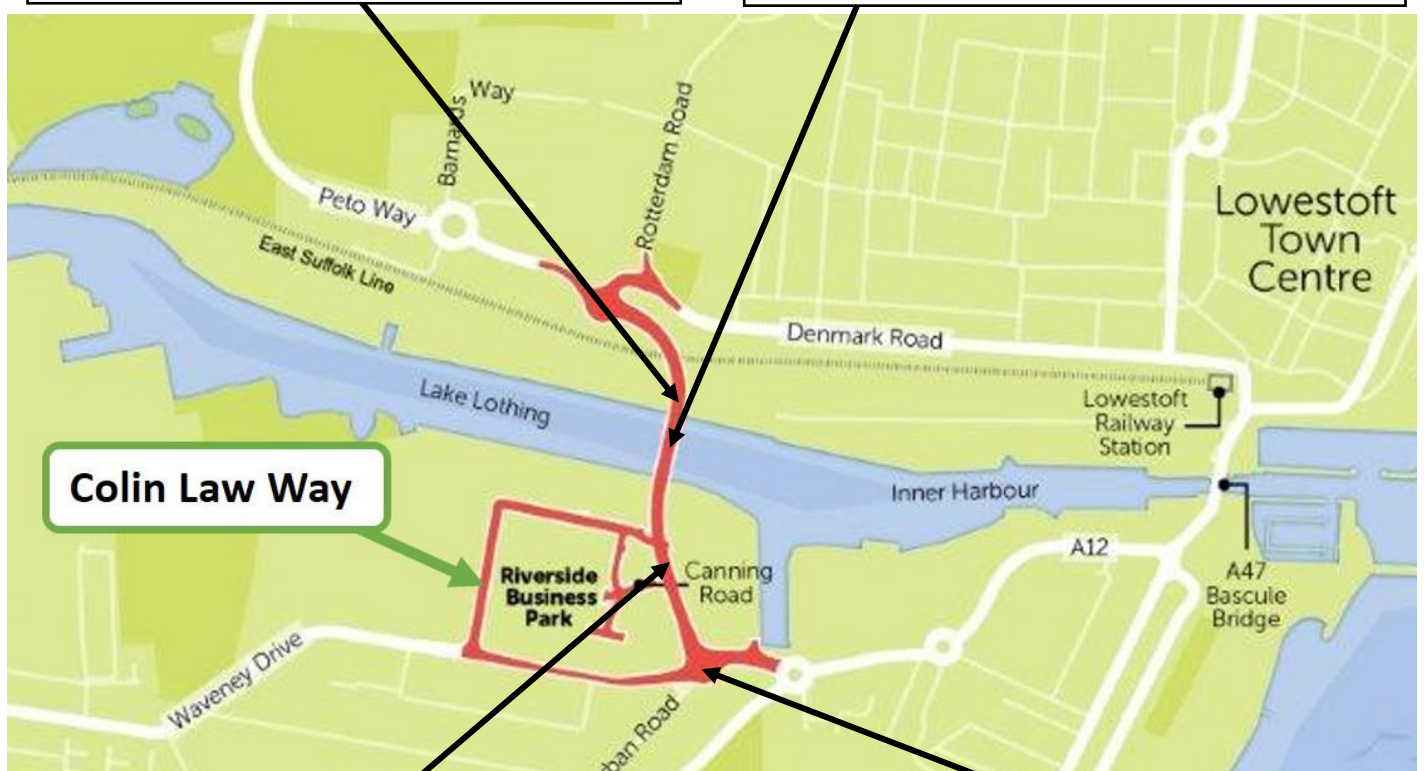 Way
Barnards
Rotterdam Road
Peto Way
Lowestoft
Town
Centre
East Suffolk Line
Denmark Road
Lake Lothing
Lowestoft
Railway
Station
Colin Law Way
Inner Harbour
A12
Riverside
Business
Park
Canning
Road
A47
Bascule
Bridge
Waveney Drive
Road